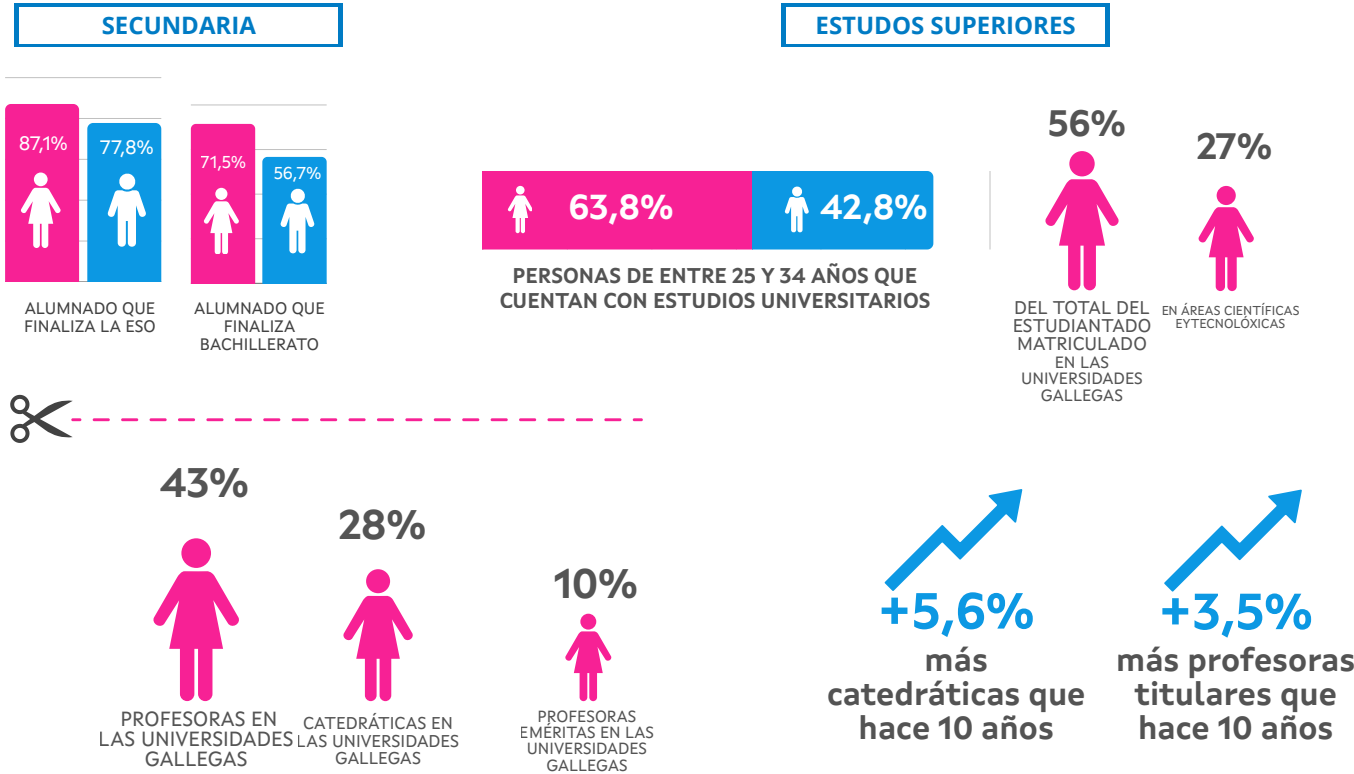 SECUNDARIA
ESTUDOS SUPERIORES
87,1%
77,8%
ALUMNADO QUE
FINALIZA LA ESO
71,5%
56,7%
ALUMNADO QUE
FINALIZA
BACHILLERATO
63,8%
42,8%
PERSONAS DE ENTRE 25 Y 34 AÑOS QUE
CUENTAN CON ESTUDIOS UNIVERSITARIOS
56%
DEL TOTAL DEL
ESTUDIANTADO
MATRICULADO
EN LAS
UNIVERSIDADES
GALLEGAS
27%
EN ÁREAS CIENTÍFICAS
EYTECNOLÓXICAS
43%
PROFESORAS EN
LAS UNIVERSIDADES
GALLEGAS
28%
CATEDRÁTICAS EN
LAS UNIVERSIDADES
GALLEGAS
10%
PROFESORAS
EMÉRITAS EN LAS
UNIVERSIDADES
GALLEGAS
+5,6%
más
catedráticas que
hace 10 años
+3,5%
más profesoras
titulares que
hace 10 años